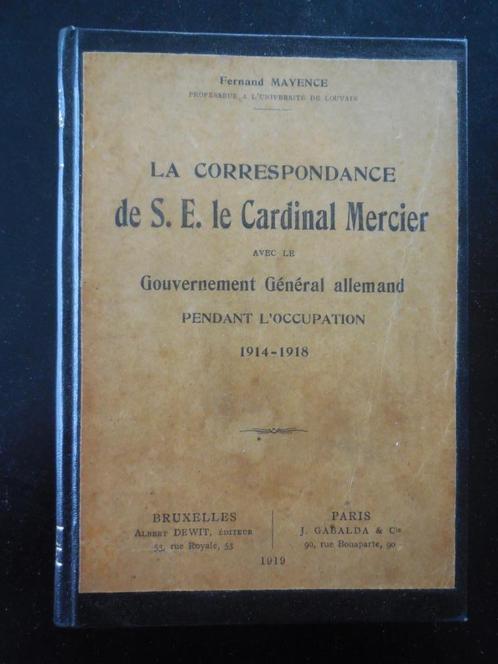 Fernand MAYENCE
PROFESSEUR A L'UNIVERSITÉ DE LOUVAIN
LA CORRESPONDANCE
de S. E. le Cardinal Mercier
AVEC LE
Gouvernement Général allemand
PENDANT L'OCCUPATION
1914-1918
BRUXELLES
ALBERT DEWIT, ÉDITEUR
53, rue Royale, 53
PARIS
J. GABALDA & Cie
90, rue Bonaparte, 90
1919